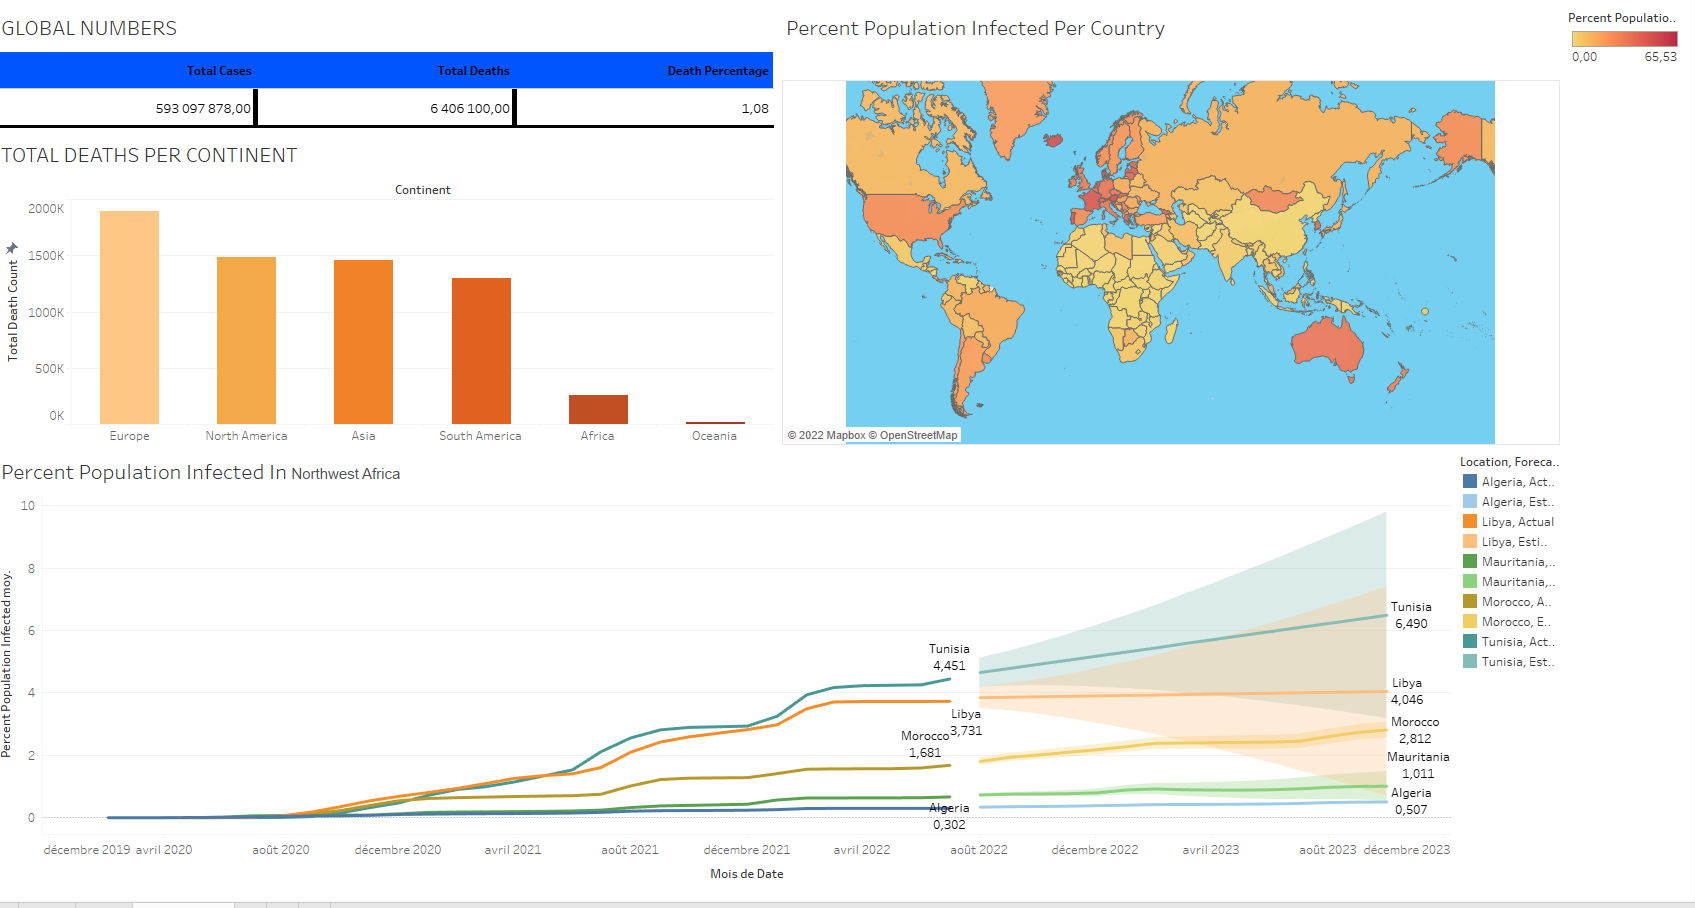 GLOBAL NUMBERS
Total Cases Total Deaths Death Percentage
593 097 878,00 6 406 100,00 1,08
TOTAL DEATHS PER CONTINENT
Continent
Total Death Count
2000K
1500K
1000K
500K
0K
Europe North America Asia South America Africa Oceania
Percent Population Infected Per Country
Percent Populatio..
0,00 65,53
© 2022 Mapbox © OpenStreetMap
Percent Population Infected In Northwest Africa
Percent Population Infected moy.
10
8
6
4
2
0
Tunisia
4,451
Libya
3,731
Morocco
1,681
Algeria
0,302
Tunisia
6,490
Libya
4,046
Morocco
2,812
Mauritania
1,011
Algeria
0,507
décembre 2019 avril 2020 août 2020 décembre 2020 avril 2021 août 2021 décembre 2021 avril 2022 août 2022 décembre 2022 avril 2023 août 2023 décembre 2023
Mois de Date
Location, Foreca..
Algeria, Act..
Algeria, Est..
Libya, Actual
Libya, Esti..
Mauritania,..
Mauritania,..
Morocco, A..
Morocco, E..
Tunisia, Act..
Tunisia, Est..